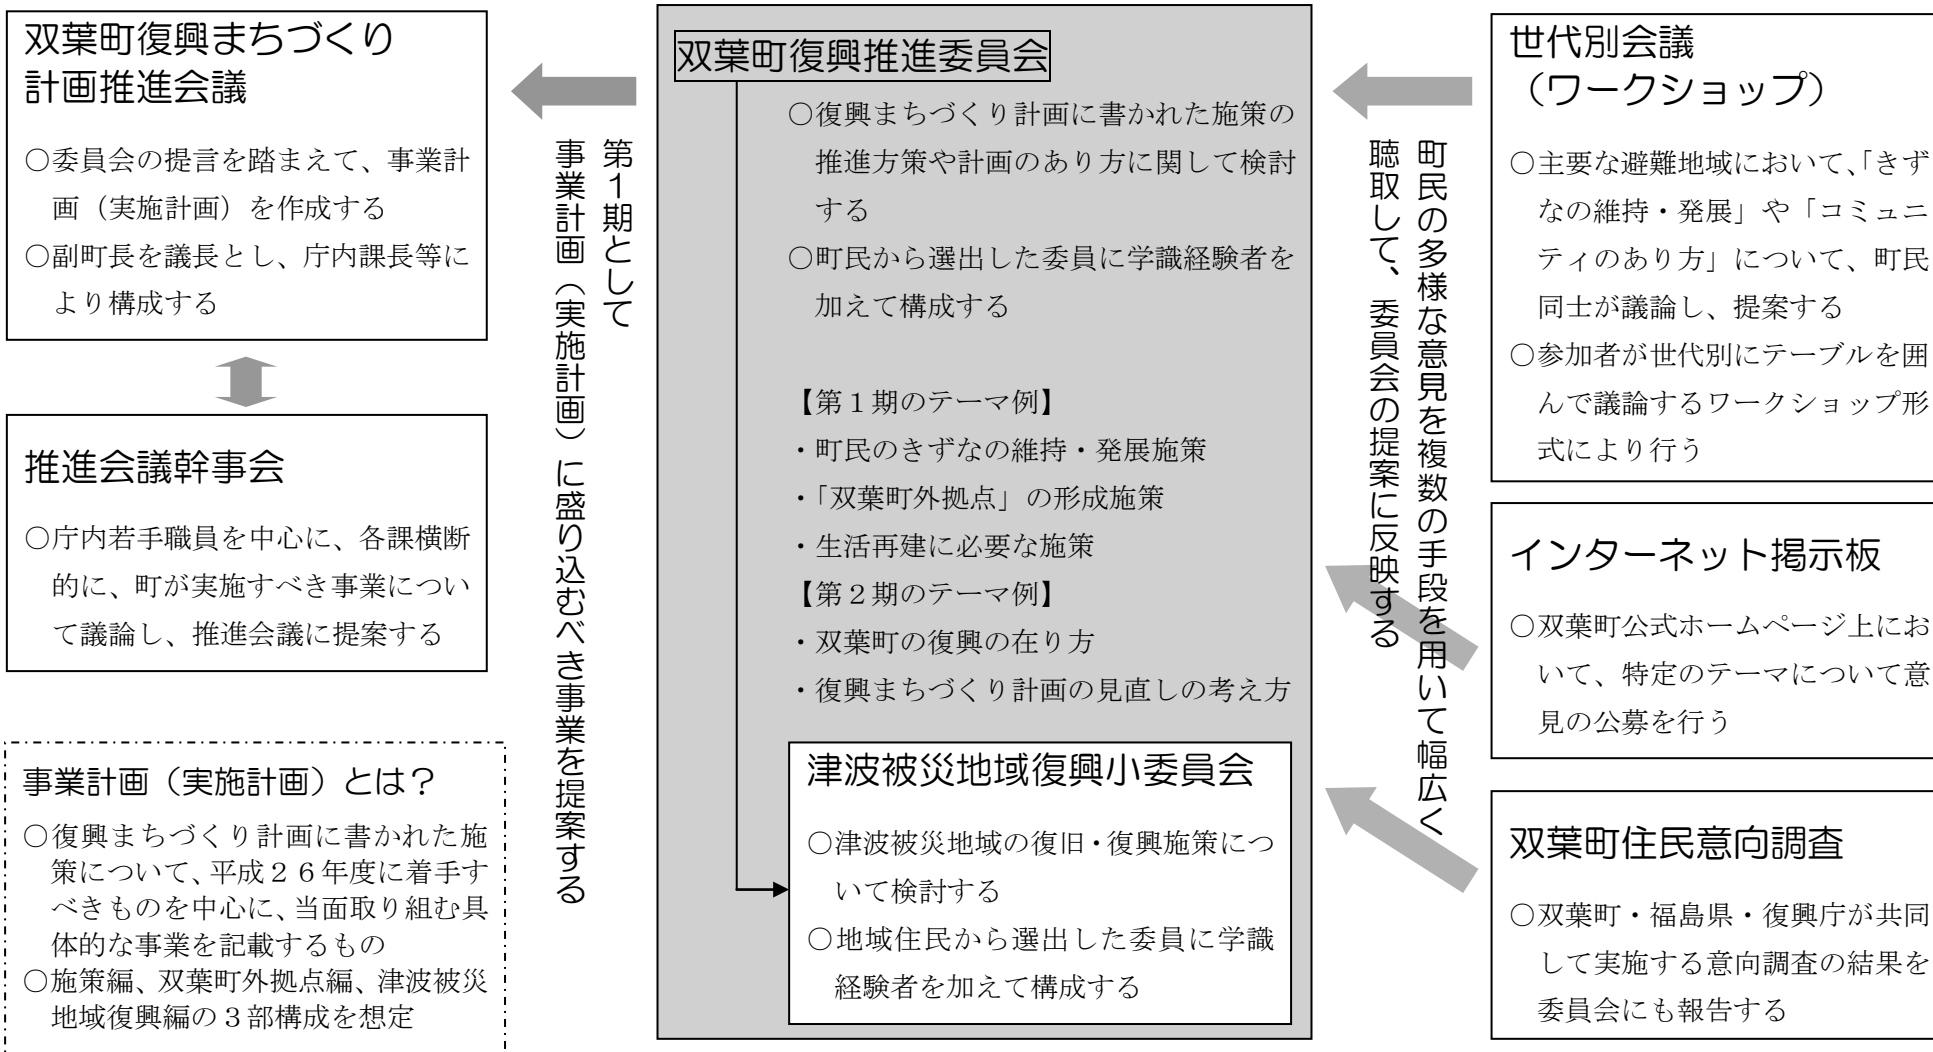 双葉町復興まちづくり
計画推進会議
○委員会の提言を踏まえて、事業計
画（実施計画）を作成する
○副町長を議長とし、庁内課長等に
より構成する
推進会議幹事会
○庁内若手職員を中心に、各課横断
的に、町が実施すべき事業につい
て議論し、推進会議に提案する
事業計画（実施計画）とは？
○復興まちづくり計画に書かれた施
策について、平成２６年度に着手す
べきものを中心に、当面取り組む具
体的な事業を記載するもの
○施策編、双葉町外拠点編、津波被災
地域復興編の３部構成を想定
第１期として
事業計画（実施計画）に盛り込むべき事業を提案する
双葉町復興推進委員会
○復興まちづくり計画に書かれた施策の
推進方策や計画のあり方に関して検討
する
○町民から選出した委員に学識経験者を
加えて構成する
【第１期のテーマ例】
・町民のきずなの維持・発展施策
・「双葉町外拠点」の形成施策
・生活再建に必要な施策
【第２期のテーマ例】
・双葉町の復興の在り方
・復興まちづくり計画の見直しの考え方
津波被災地域復興小委員会
○津波被災地域の復旧・復興施策につ
いて検討する
○地域住民から選出した委員に学識
経験者を加えて構成する
町民の多様な意見を複数の手段を用いて幅広く
聴取して、委員会の提案に反映する
世代別会議
（ワークショップ）
○主要な避難地域において、「きず
なの維持・発展」や「コミュニ
ティのあり方」について、町民
同士が議論し、提案する
○参加者が世代別にテーブルを囲
んで議論するワークショップ形
式により行う
インターネット掲示板
○双葉町公式ホームページ上にお
いて、特定のテーマについて意
見の公募を行う
双葉町住民意向調査
○双葉町・福島県・復興庁が共同
して実施する意向調査の結果を
委員会にも報告する